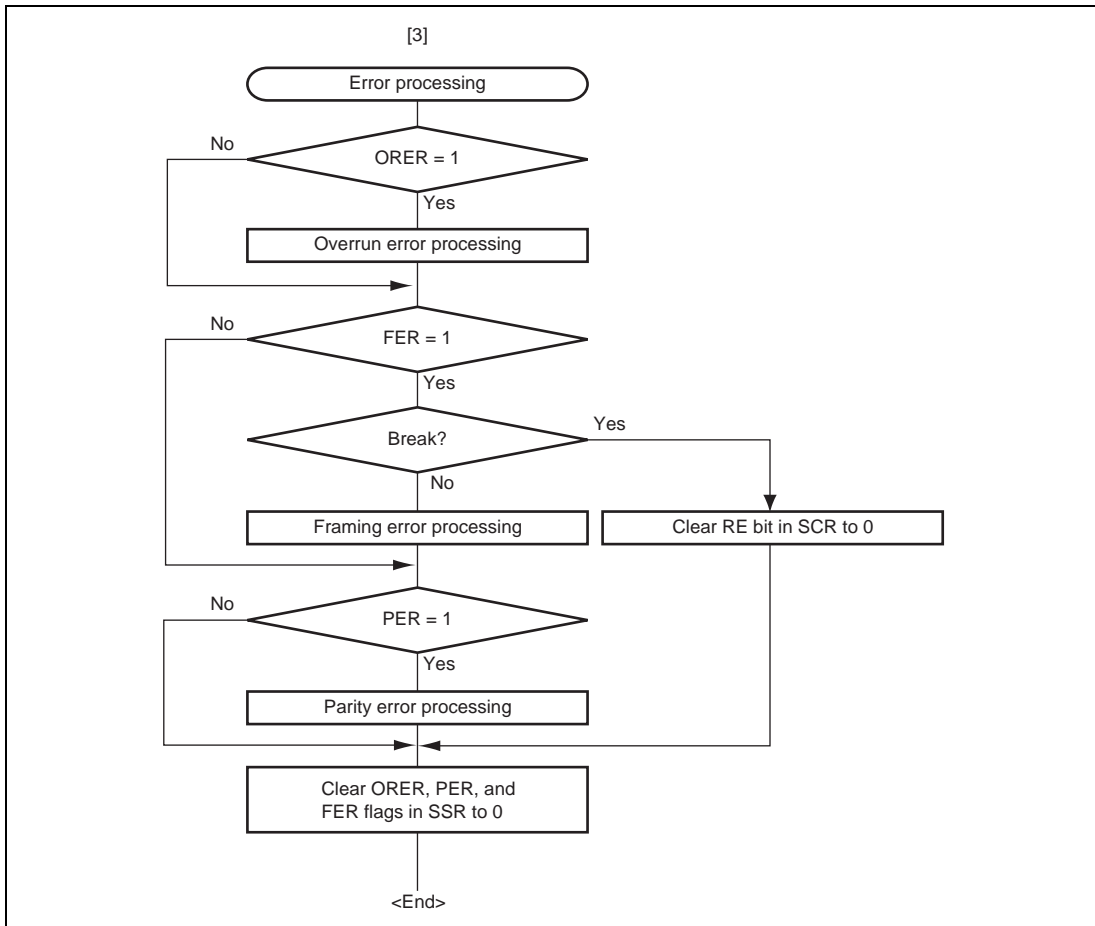 [3]
Error processing
No
ORER = 1
Yes
Overrun error processing
No
FER = 1
Yes
Break?
Yes
No
Framing error processing
Clear RE bit in SCR to 0
No
PER = 1
Yes
Parity error processing
Clear ORER, PER, and
FER flags in SSR to 0
<End>